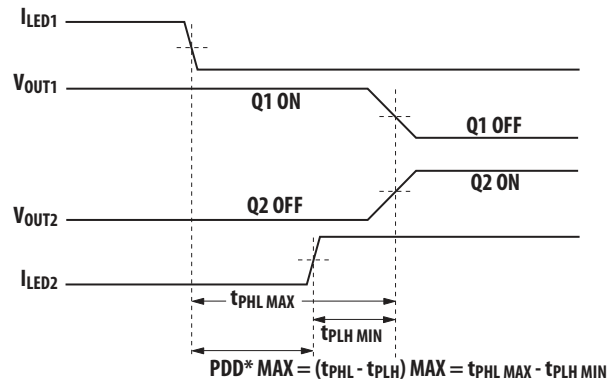 ILED1
VOUT1
Q1 ON
Q1 OFF
Q2 ON
Q2 OFF
VOUT2
ILED2
tPHL MAX
tPLH MIN
PDD* MAX = (tPHL - tPLH) MAX = tPHL MAX - tPLH MIN